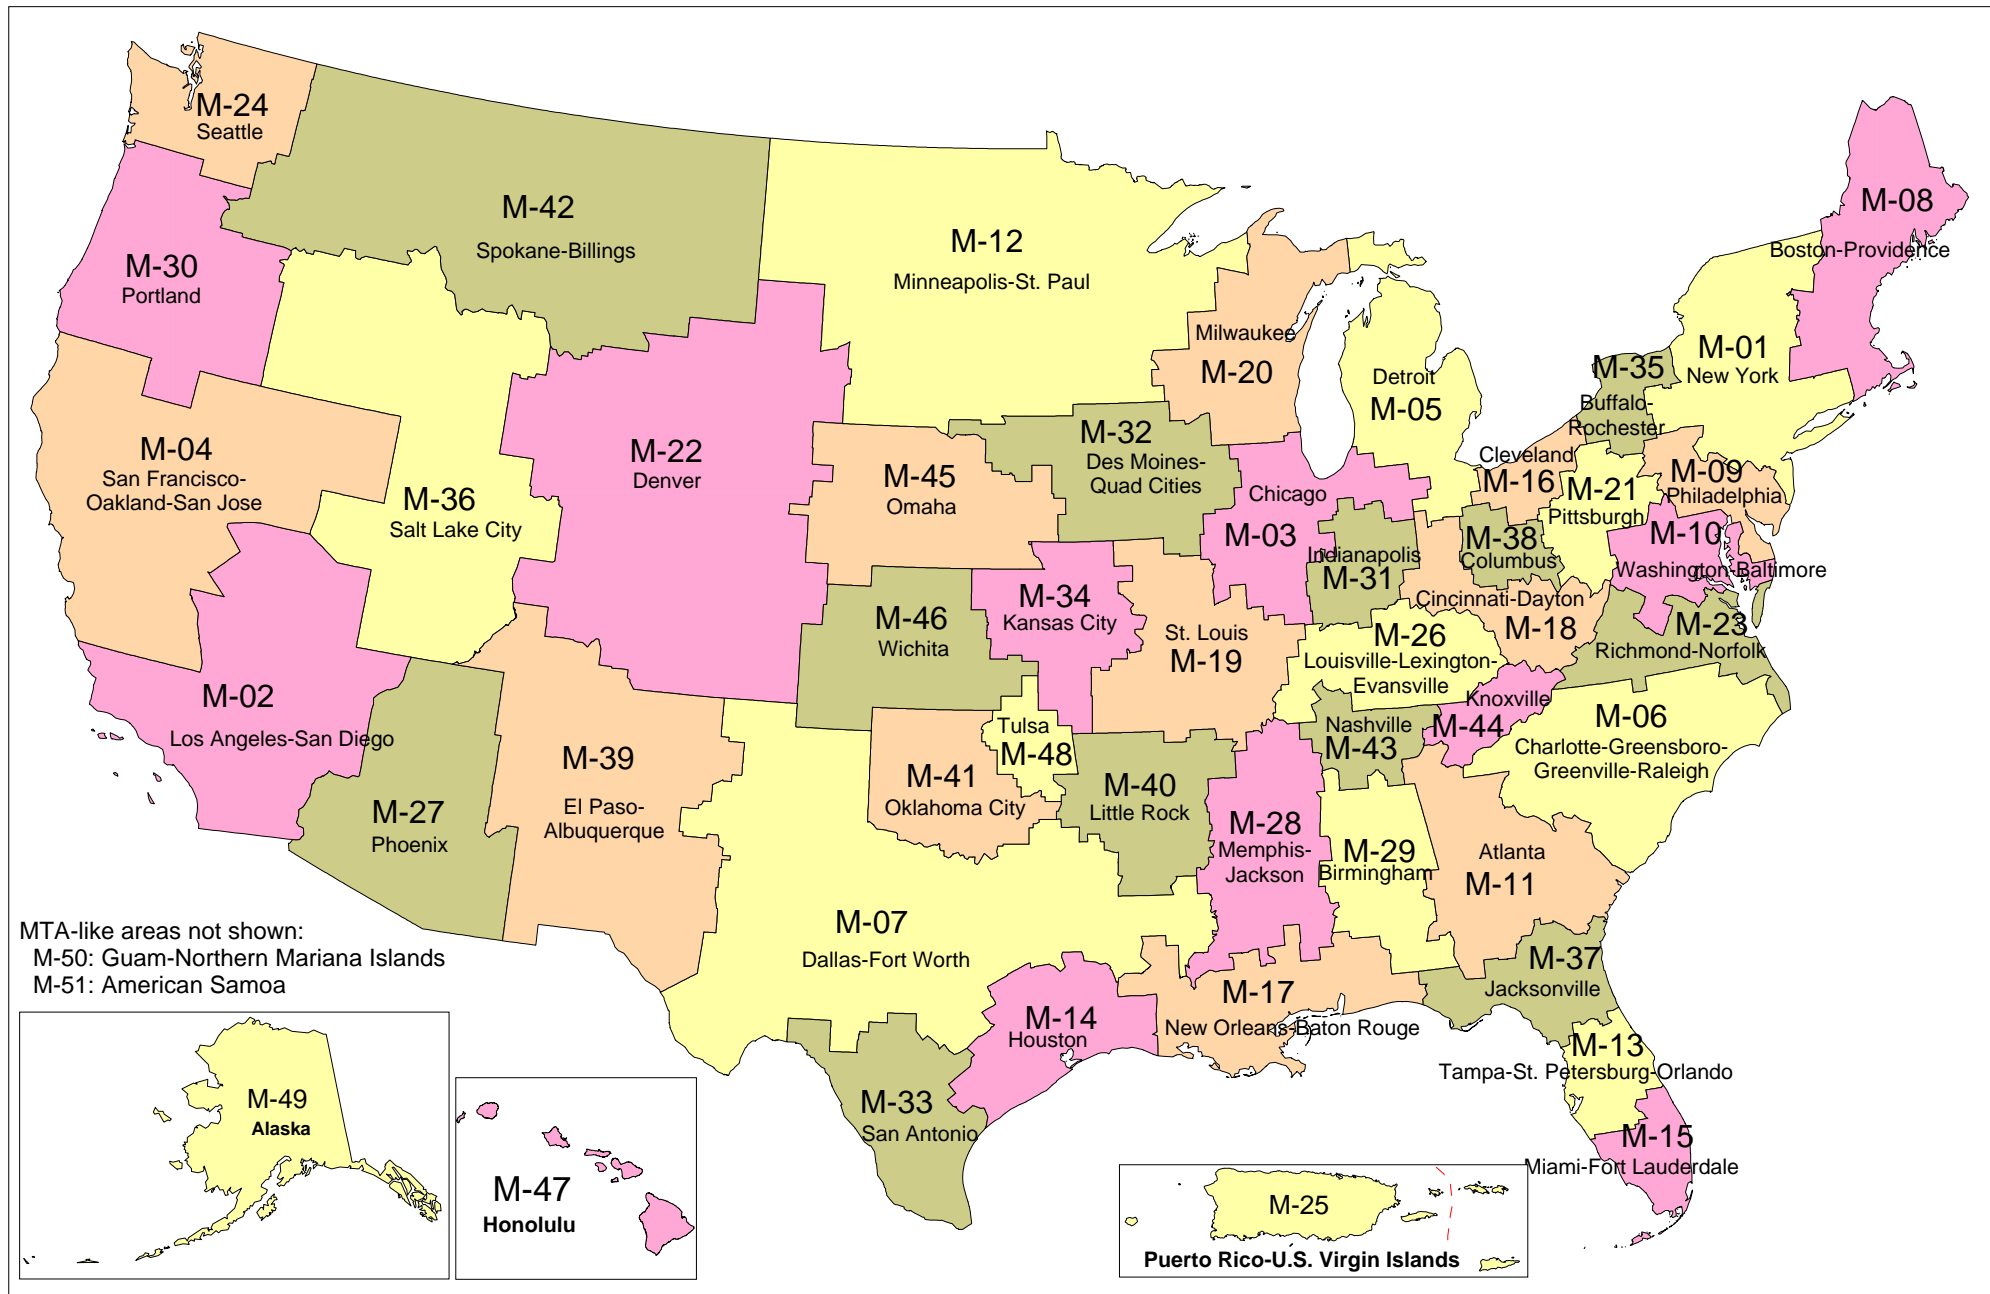 M-24
Seattle
M-42
Spokane-Billings
M-30
Portland
M-12
Minneapolis-St. Paul
M-08
Boston-Providence
Milwaukee
M-20
Detroit
M-05
M-01
New York
M-35
Buffalo-
Rochester
M-04
San Francisco-
Oakland-San Jose
M-36
Salt Lake City
M-22
Denver
M-45
Omaha
M-32
Des Moines-
Quad Cities
Chicago
M-03
Cleveland
M-16
M-21
Pittsburgh
M-09
Philadelphia
M-10
Washington-Baltimore
Indianapolis
M-31
M-38
Columbus
Cincinnati-Dayton
M-18
M-34
Kansas City
M-46
Wichita
St. Louis
M-19
M-26
Louisville-Lexington-
Evansville
M-23
Richmond-Norfolk
M-02
Los Angeles-San Diego
M-27
Phoenix
M-39
El Paso-
Albuquerque
M-41
Oklahoma City
Tulsa
M-48
M-40
Little Rock
Nashville
M-43
Knoxville
M-44
M-06
Charlotte-Greensboro-
Greenville-Raleigh
M-28
Memphis-
Jackson
M-29
Birmingham
Atlanta
M-11
M-07
Dallas-Fort Worth
M-37
Jacksonville
M-17
New Orleans-Baton Rouge
M-14
Houston
M-33
San Antonio
M-13
Tampa-St. Petersburg-Orlando
M-15
Miami-Fort Lauderdale
MTA-like areas not shown:
M-50: Guam-Northern Mariana Islands
M-51: American Samoa
M-49
Alaska
M-47
Honolulu
M-25
Puerto Rico-U.S. Virgin Islands